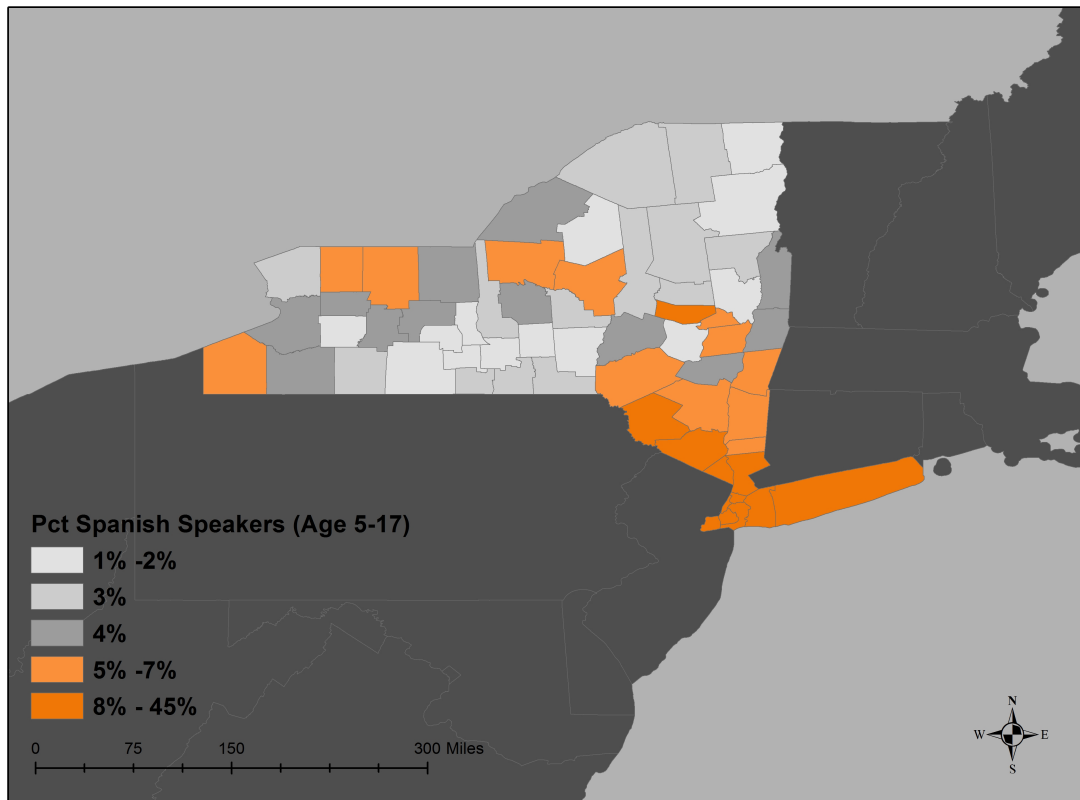 Pct Spanish Speakers (Age 5-17)
1% -2%
3%
4%
5% -7%
8% - 45%
0 75 150 300 Miles
N
W E
S